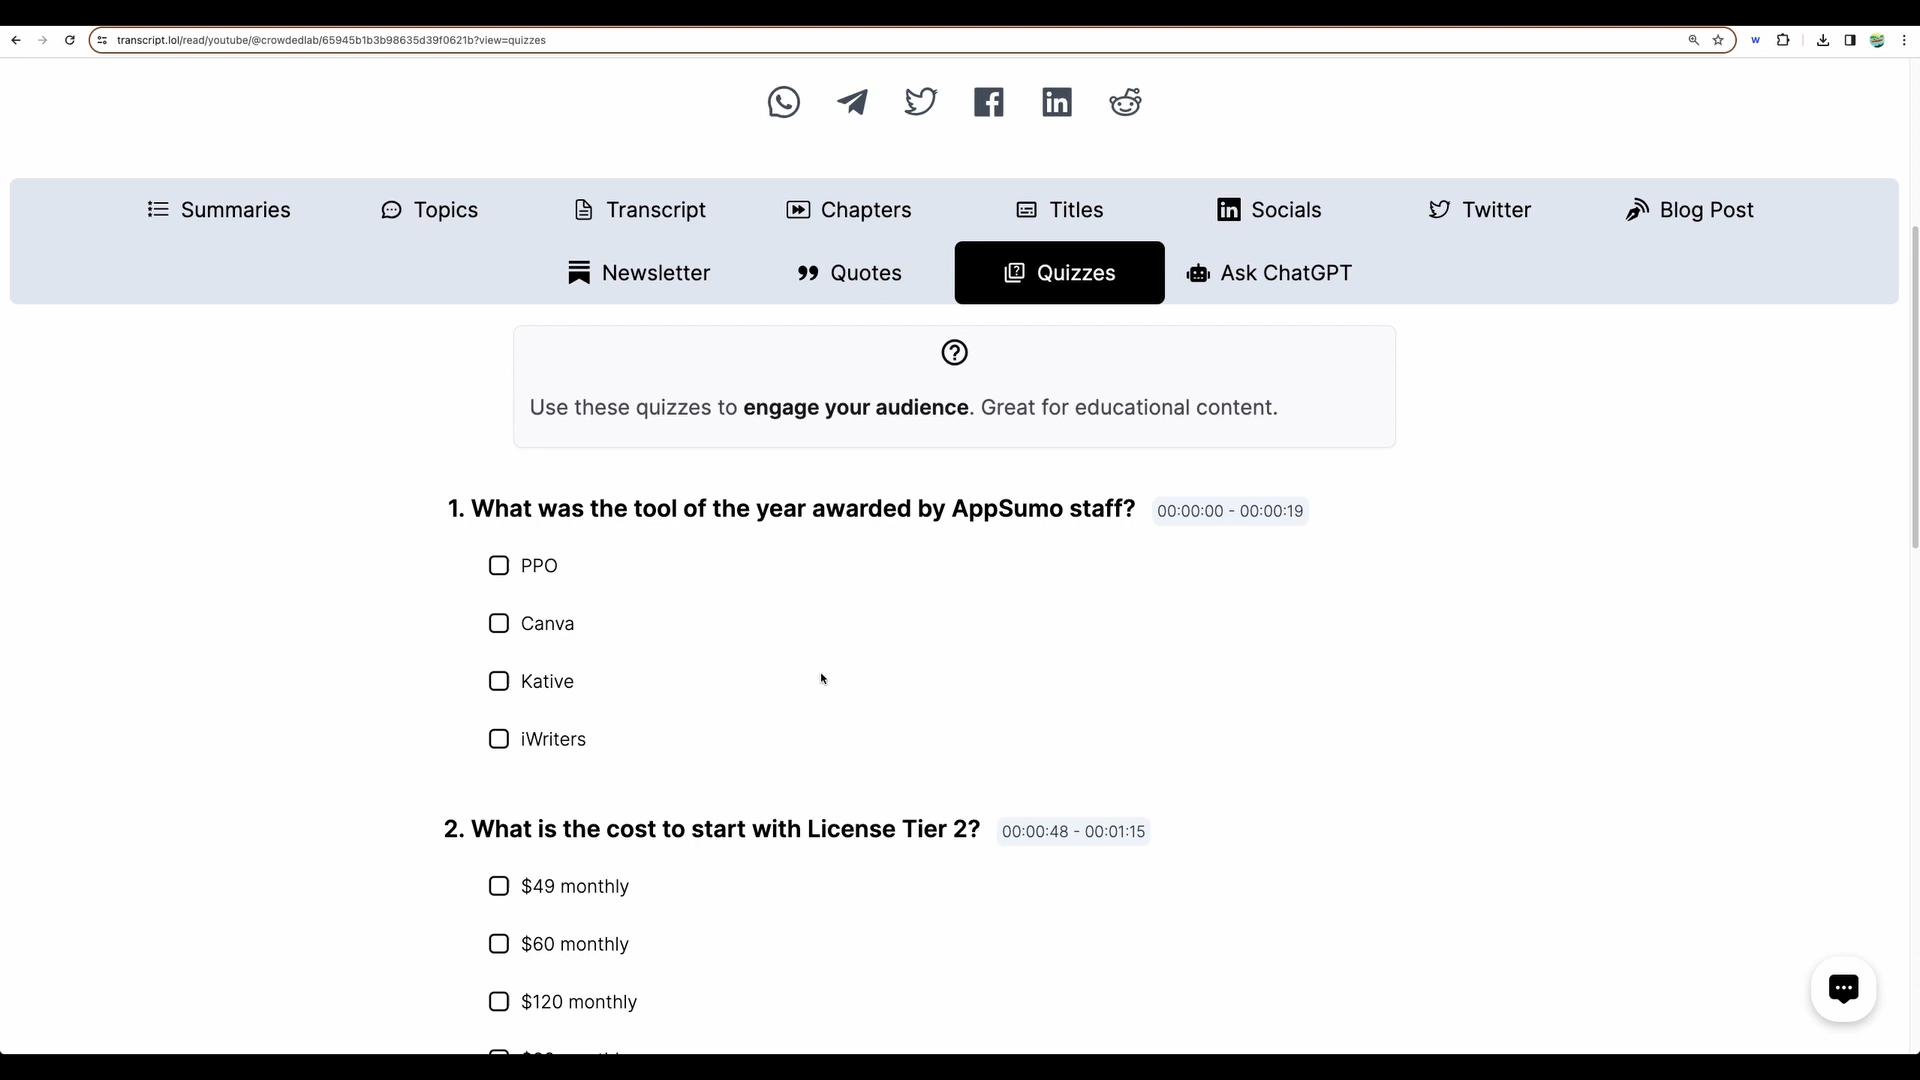 transcript.lol/read/youtube/@crowdedlab/65945b1b3b98635d39f0621b?view=quizzes
Summaries
Topics
Transcript
Chapters
Titles
Socials
Twitter
Blog Post
Newsletter
Quotes
Quizzes
Ask ChatGPT
Use these quizzes to engage your audience. Great for educational content.
1. What was the tool of the year awarded by AppSumo staff? 00:00:00 - 00:00:19
PPO
Canva
Kative
iWriters
2. What is the cost to start with License Tier 2? 00:00:48 - 00:01:15
$49 monthly
$60 monthly
$120 monthly